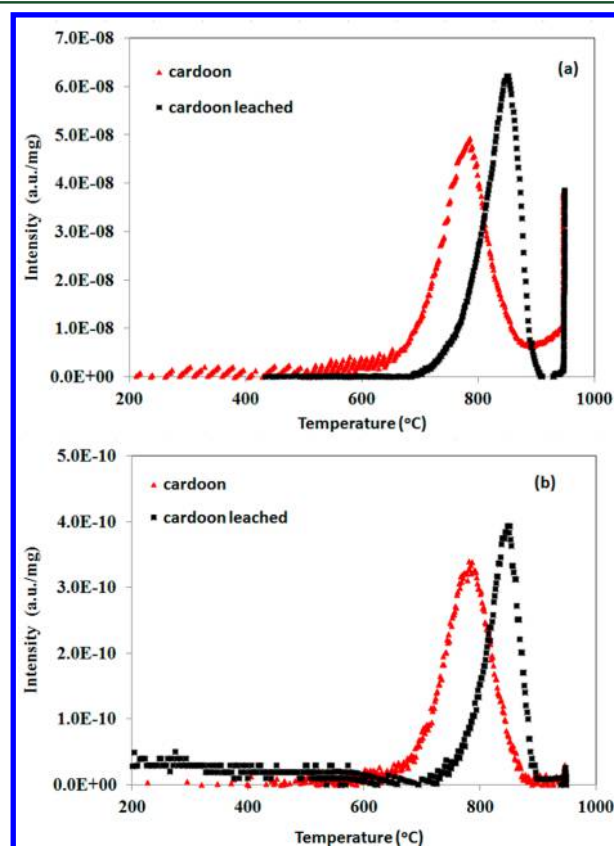 7.0E-08
6.0E-08
5.0E-08
4.0E-08
3.0E-08
2.0E-08
1.0E-08
0.0E+00
Intensity (a.u./mg)
cardoon
cardoon leached
(a)
200 400 600 800 1000
Temperature (°C)
5.0E-10
4.0E-10
3.0E-10
2.0E-10
1.0E-10
0.0E+00
Intensity (a.u./mg)
cardoon
cardoon leached
(b)
200 400 600 800 1000
Temperature (°C)